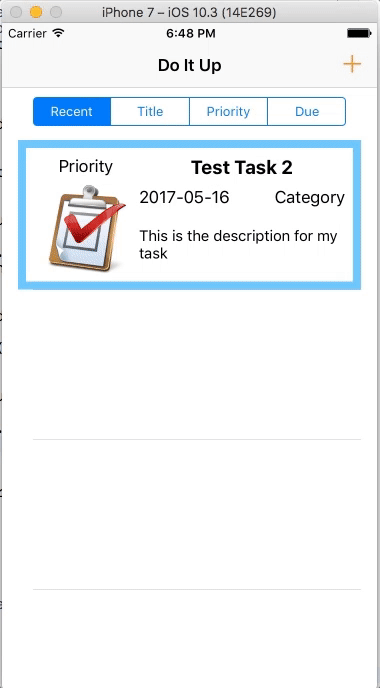 iPhone 7 – iOS 10.3 (14E269)
Carrier 6:48 PM
Do It Up +
Recent Title Priority Due
Priority Test Task 2
2017-05-16 Category
This is the description for my
task